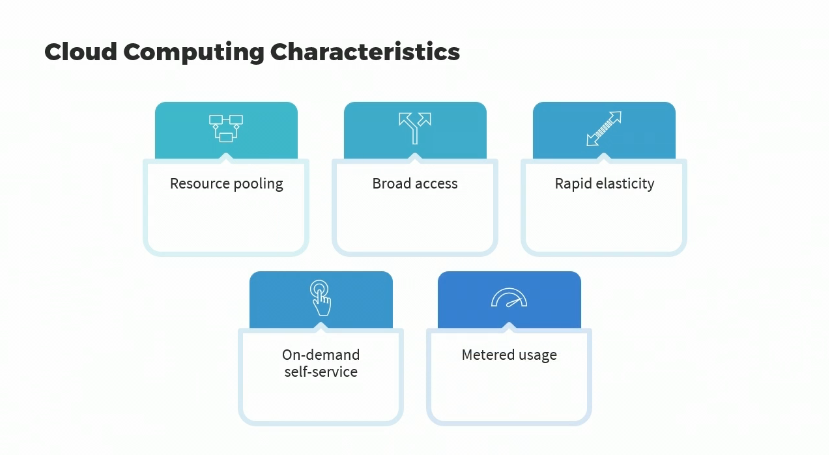 Cloud Computing Characteristics
Resource pooling
Broad access
Rapid elasticity
On-demand
self-service
Metered usage